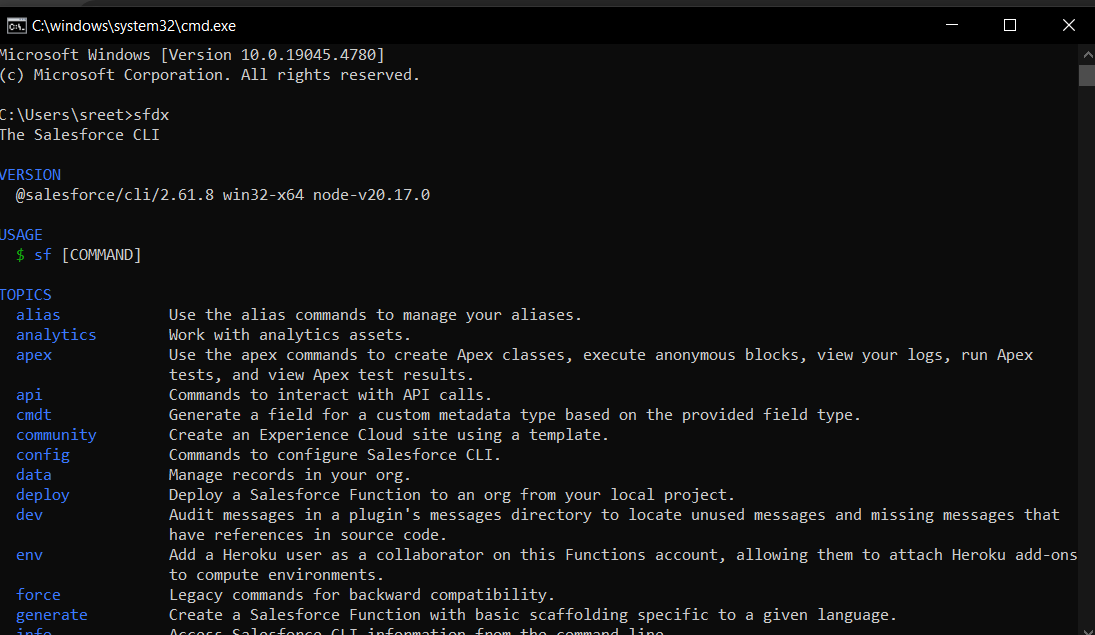 C:\windows\system32\cmd.exe
Microsoft Windows [Version 10.0.19045.4780]
(c) Microsoft Corporation. All rights reserved.
C:\Users\sreet>sfdx
The Salesforce CLI
VERSION
@salesforce/cli/2.61.8 win32-x64 node-v20.17.0
USAGE
$ sf [COMMAND]
TOPICS
alias Use the alias commands to manage your aliases.
analytics Work with analytics assets.
apex Use the apex commands to create Apex classes, execute anonymous blocks, view your logs, run Apex
tests, and view Apex test results.
api Commands to interact with API calls.
cmdt Generate a field for a custom metadata type based on the provided field type.
community Create an Experience Cloud site using a template.
config Commands to configure Salesforce CLI.
data Manage records in your org.
deploy Deploy a Salesforce Function to an org from your local project.
dev Audit messages in a plugin's messages directory to locate unused messages and missing messages that
have references in source code.
env Add a Heroku user as a collaborator on this Functions account, allowing them to attach Heroku add-ons
to compute environments.
force Legacy commands for backward compatibility.
generate Create a Salesforce Function with basic scaffolding specific to a given language.
info Access Salesforce CLI information from the command line.